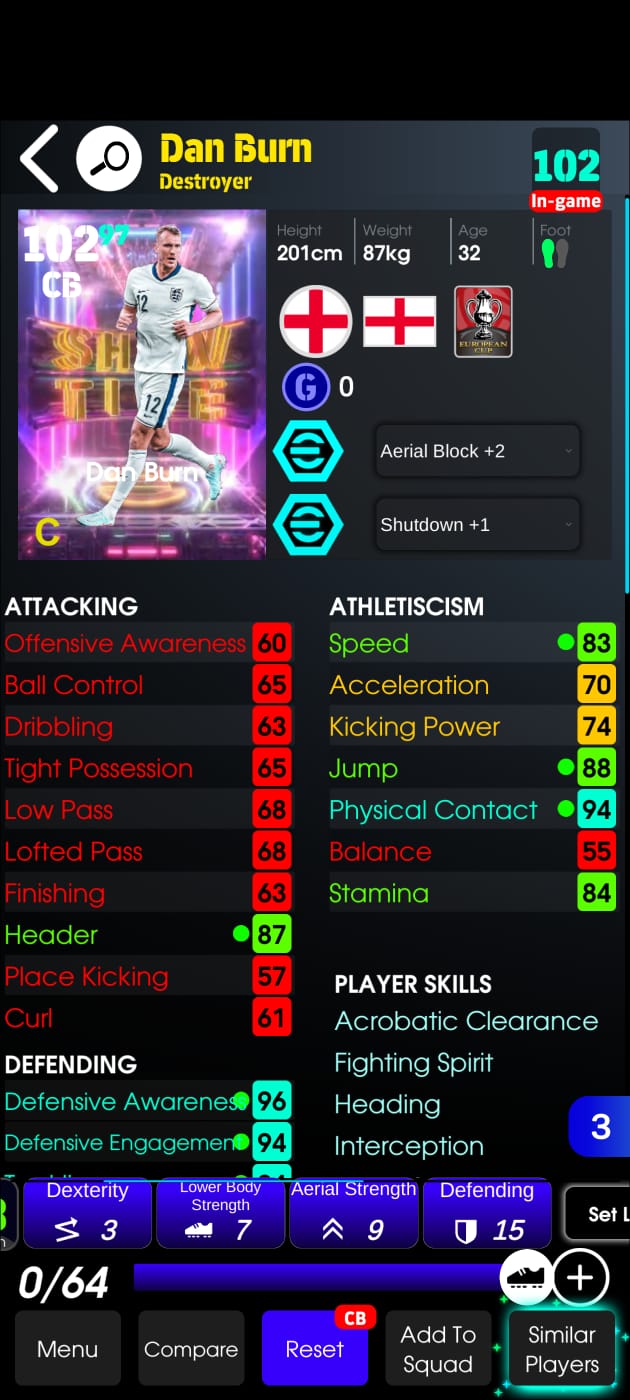 Dan Burn
Destroyer
102
In-game
102 97
CB
12
12
Dan Burn
C
Height
201cm
Weight
87kg
Age
32
Foot
EUROPEAN CUP
G 0
Aerial Block +2
Shutdown +1
SHOW
TIME
ATTACKING
Offensive Awareness 60
Ball Control 65
Dribbling 63
Tight Possession 65
Low Pass 68
Lofted Pass 68
Finishing 63
Header 87
Place Kicking 57
Curl 61
DEFENDING
Defensive Awareness 96
Defensive Engagement 94
ATHLETISCISM
Speed 83
Acceleration 70
Kicking Power 74
Jump 88
Physical Contact 94
Balance 55
Stamina 84
PLAYER SKILLS
Acrobatic Clearance
Fighting Spirit
Heading
Interception
3
Dexterity
3
Lower Body
Strength
7
Aerial Strength
9
Defending
15
Set L
0/64
Menu
Compare
Reset
CB
Add To
Squad
Similar
Players